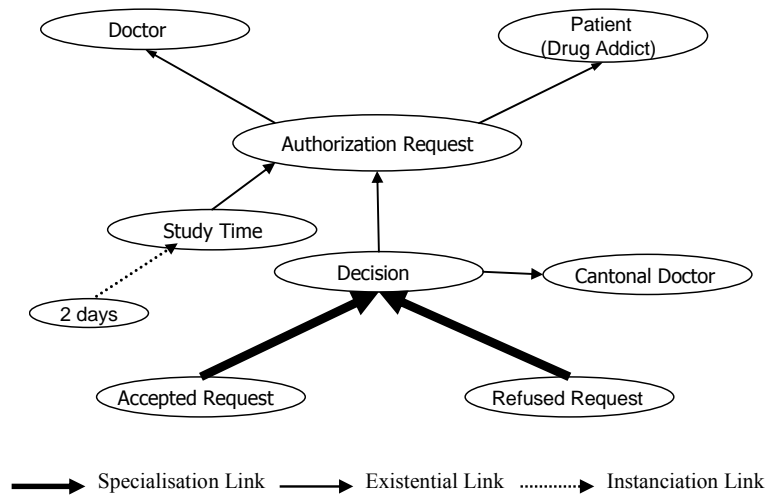 Doctor
Patient
(Drug Addict)
Authorization Request
Study Time
Decision
Cantonal Doctor
2 days
Accepted Request
Refused Request
Specialisation Link
Existential Link
Instanciation Link